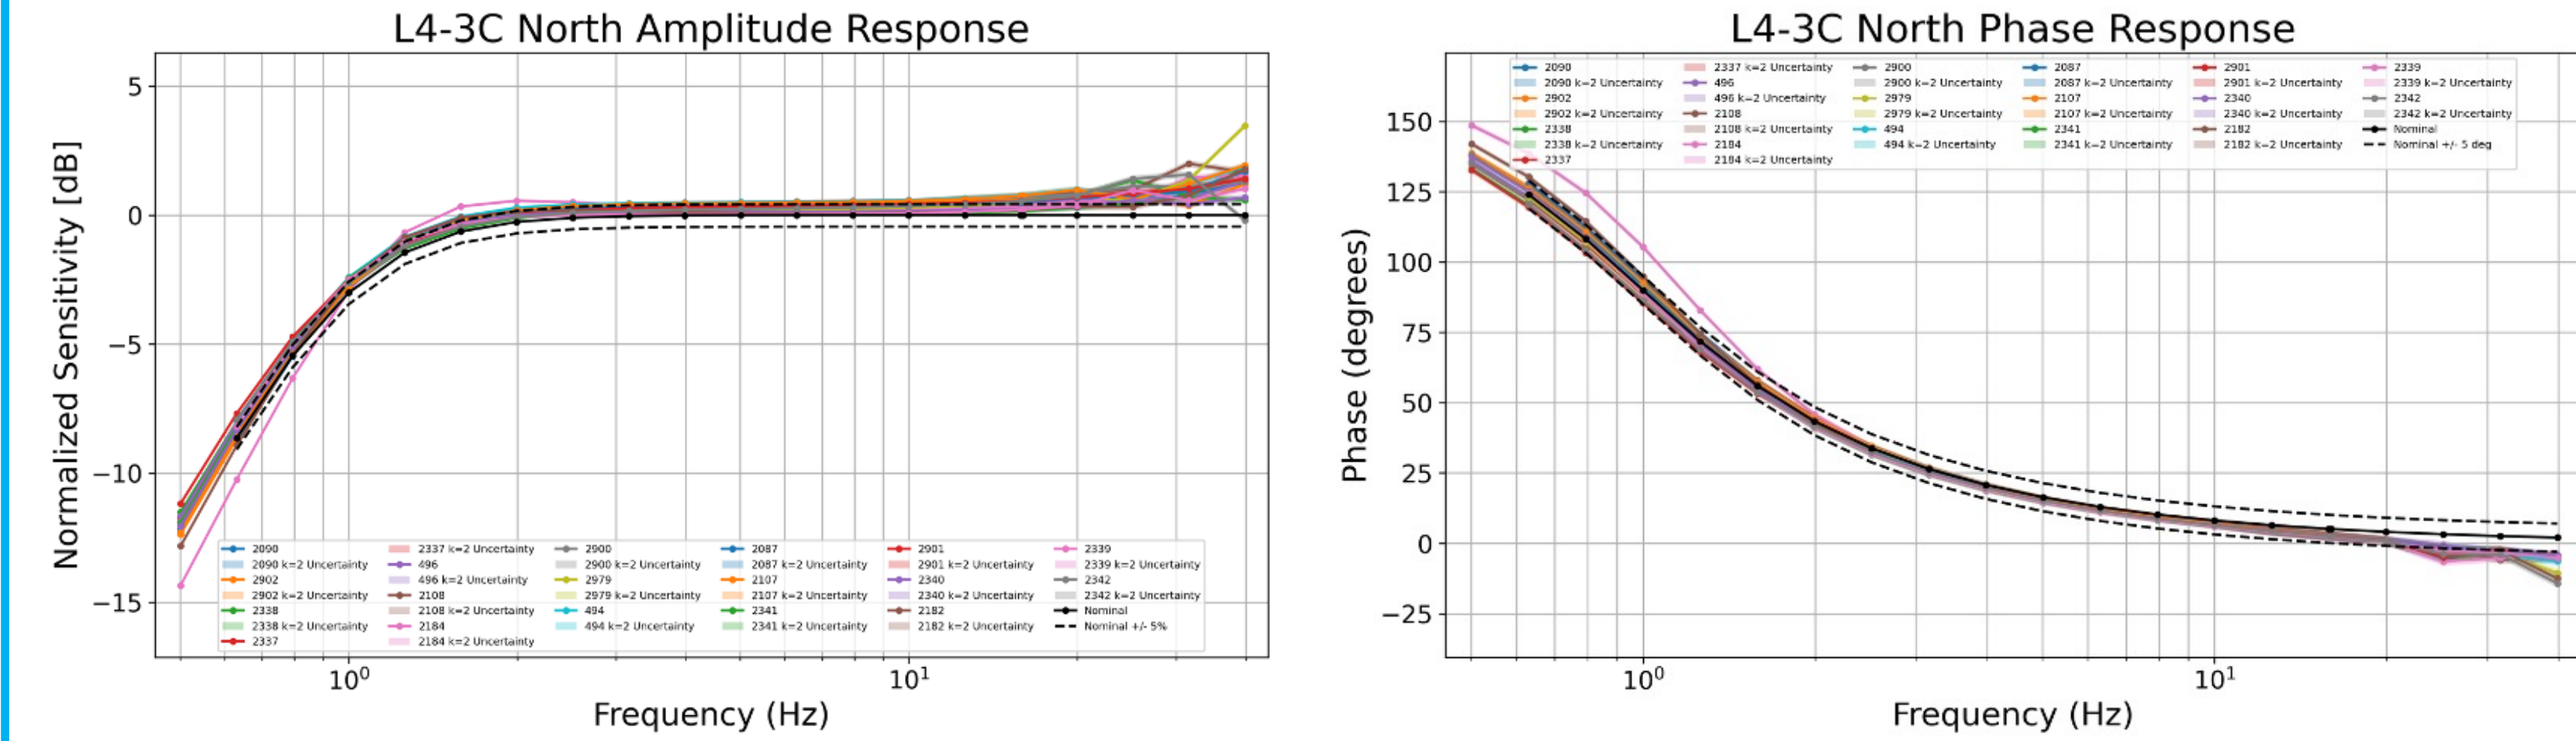 L4-3C North Amplitude Response
Normalized Sensitivity [dB]
5
0
−5
−10
−15
2090
2090 k=2 Uncertainty
2902
2902 k=2 Uncertainty
2338
2338 k=2 Uncertainty
2337
2337 k=2 Uncertainty
496
496 k=2 Uncertainty
2108
2108 k=2 Uncertainty
2184
2184 k=2 Uncertainty
2900
2900 k=2 Uncertainty
2979
2979 k=2 Uncertainty
494
494 k=2 Uncertainty
2087
2087 k=2 Uncertainty
2107
2107 k=2 Uncertainty
2341
2341 k=2 Uncertainty
2901
2901 k=2 Uncertainty
2340
2340 k=2 Uncertainty
2182
2182 k=2 Uncertainty
2339
2339 k=2 Uncertainty
2342
2342 k=2 Uncertainty
Nominal
Nominal +/- 5%
10⁰
10¹
Frequency (Hz)
L4-3C North Phase Response
Phase (degrees)
150
125
100
75
50
25
0
−25
2090
2090 k=2 Uncertainty
2902
2902 k=2 Uncertainty
2338
2338 k=2 Uncertainty
2337
2337 k=2 Uncertainty
496
496 k=2 Uncertainty
2108
2108 k=2 Uncertainty
2184
2184 k=2 Uncertainty
2900
2900 k=2 Uncertainty
2979
2979 k=2 Uncertainty
494
494 k=2 Uncertainty
2087
2087 k=2 Uncertainty
2107
2107 k=2 Uncertainty
2341
2341 k=2 Uncertainty
2901
2901 k=2 Uncertainty
2340
2340 k=2 Uncertainty
2182
2182 k=2 Uncertainty
2339
2339 k=2 Uncertainty
2342
2342 k=2 Uncertainty
Nominal
Nominal +/- 5 deg
10⁰
10¹
Frequency (Hz)